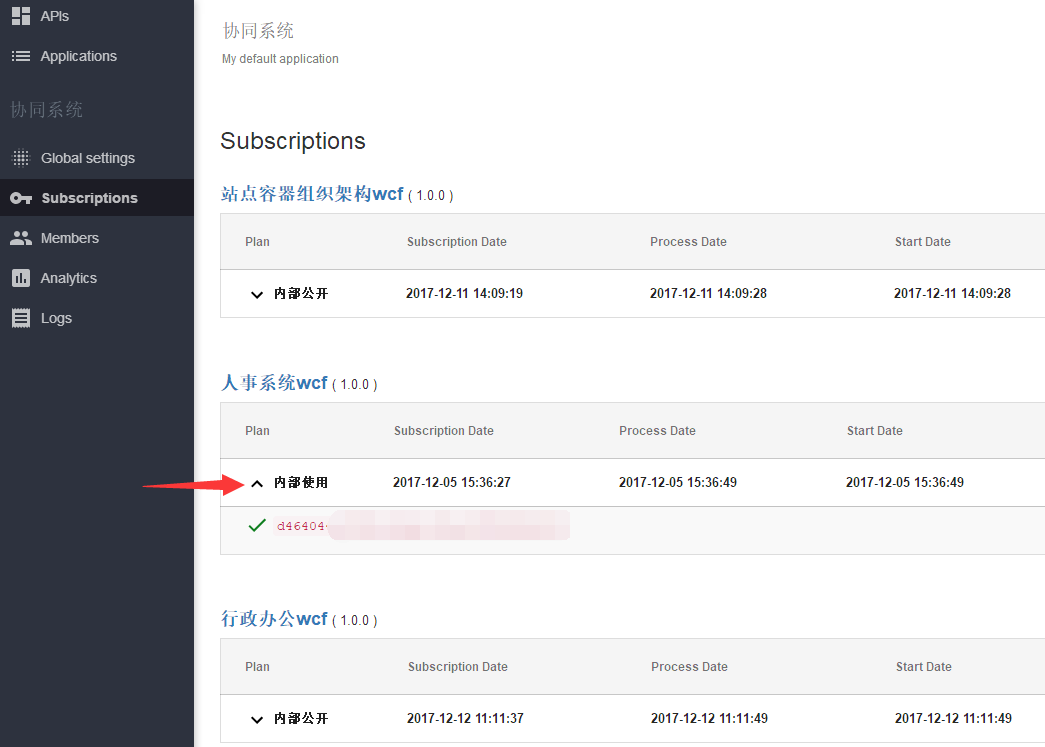 APIs
Applications
协同系统
Global settings
Subscriptions
Members
Analytics
Logs
协同系统
My default application
Subscriptions
站点容器组织架构wcf ( 1.0.0 )
Plan Subscription Date Process Date Start Date
内部公开 2017-12-11 14:09:19 2017-12-11 14:09:28 2017-12-11 14:09:28
人事系统wcf ( 1.0.0 )
Plan Subscription Date Process Date Start Date
内部使用 2017-12-05 15:36:27 2017-12-05 15:36:49 2017-12-05 15:36:49
d46404
行政办公wcf ( 1.0.0 )
Plan Subscription Date Process Date Start Date
内部公开 2017-12-12 11:11:37 2017-12-12 11:11:49 2017-12-12 11:11:49